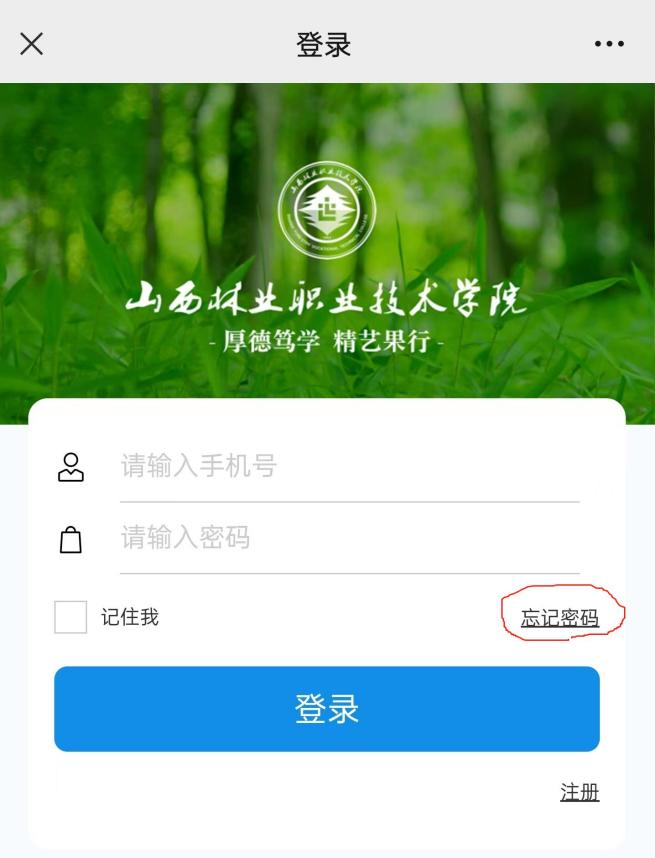 登录
山西林业职业技术学院
- 厚德笃学 精艺果行 -
请输入手机号
请输入密码
记住我
忘记密码
登录
注册